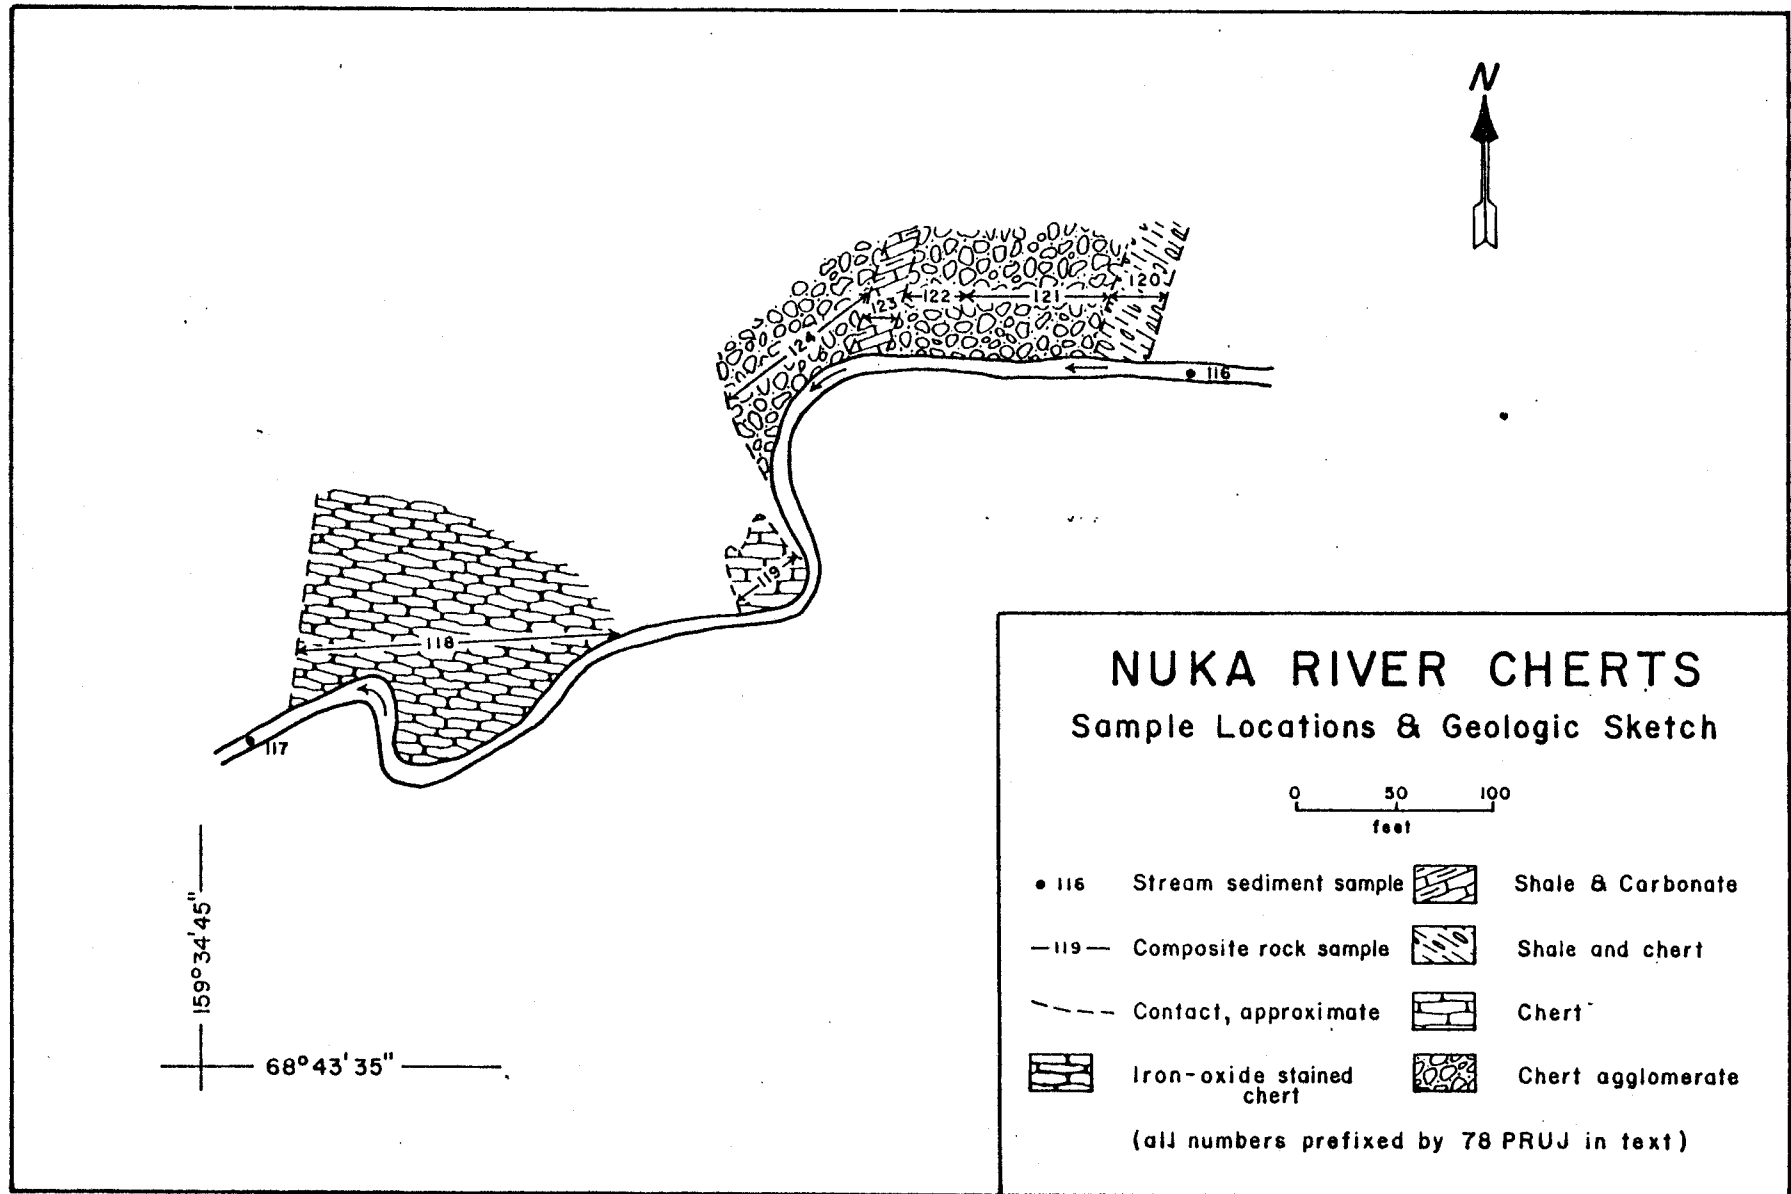 N
120
123
122
121
124
116
119
118
117
159°34'45"
68°43'35"
NUKA RIVER CHERTS
Sample Locations & Geologic Sketch
0 50 100
feet
116 Stream sediment sample
Shale & Carbonate
—119— Composite rock sample
Shale and chert
Contact, approximate
Chert
Iron-oxide stained
chert
Chert agglomerate
(all numbers prefixed by 78 PRUJ in text)